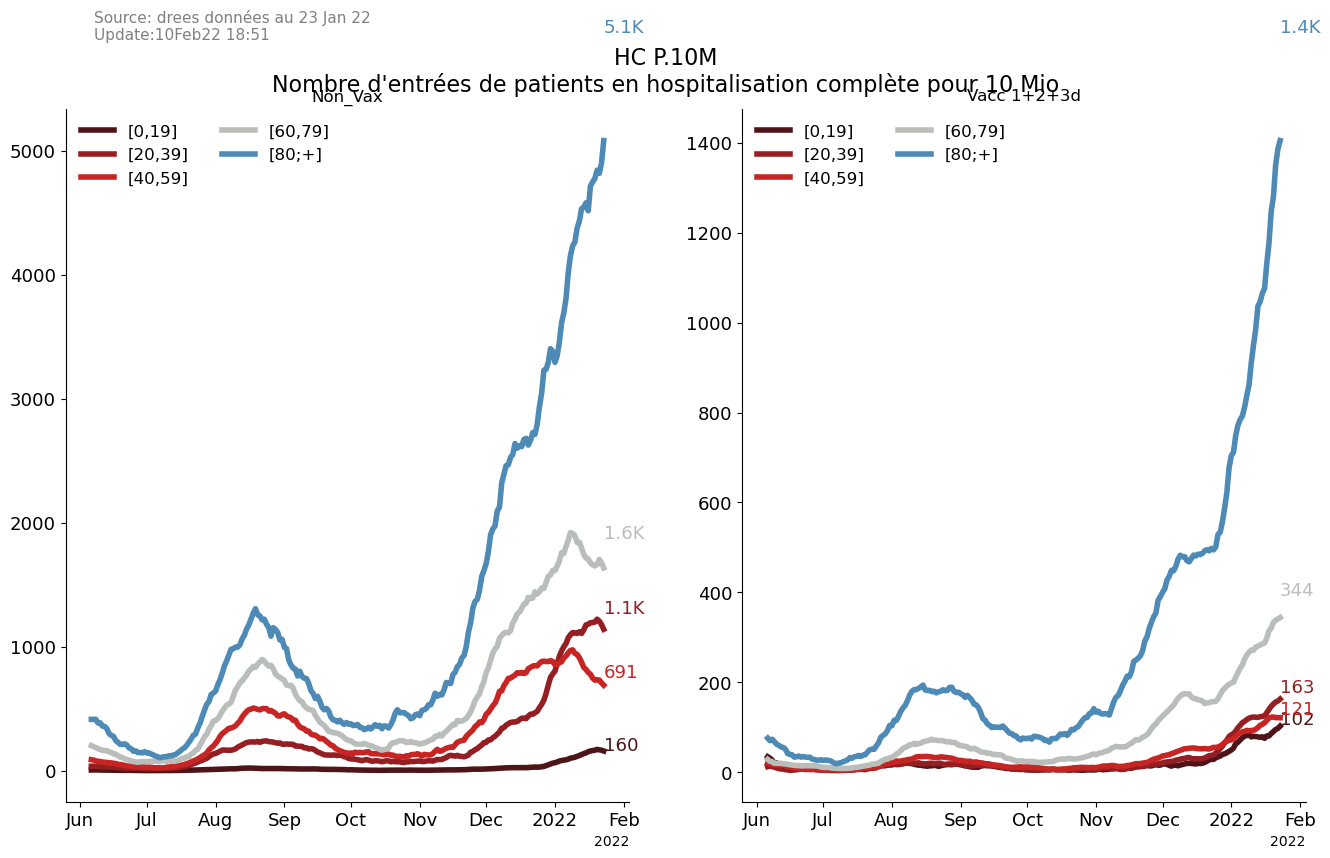 Source: drees données au 23 Jan 22
Update:10Feb22 18:51
5.1K
1.4K
HC P.10M
Nombre d'entrées de patients en hospitalisation complète pour 10 Mio
Non_Vax
Vacc 1+2+3d
[0,19]
[20,39]
[40,59]
[60,79]
[80;+]
5000
4000
3000
2000
1000
0
1.6K
1.1K
691
160
Jun Jul Aug Sep Oct Nov Dec 2022 Feb
2022
[0,19]
[20,39]
[40,59]
[60,79]
[80;+]
1400
1200
1000
800
600
400
200
0
344
163
121
102
Jun Jul Aug Sep Oct Nov Dec 2022 Feb
2022